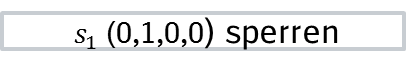 s₁ (0,1,0,0) sperren